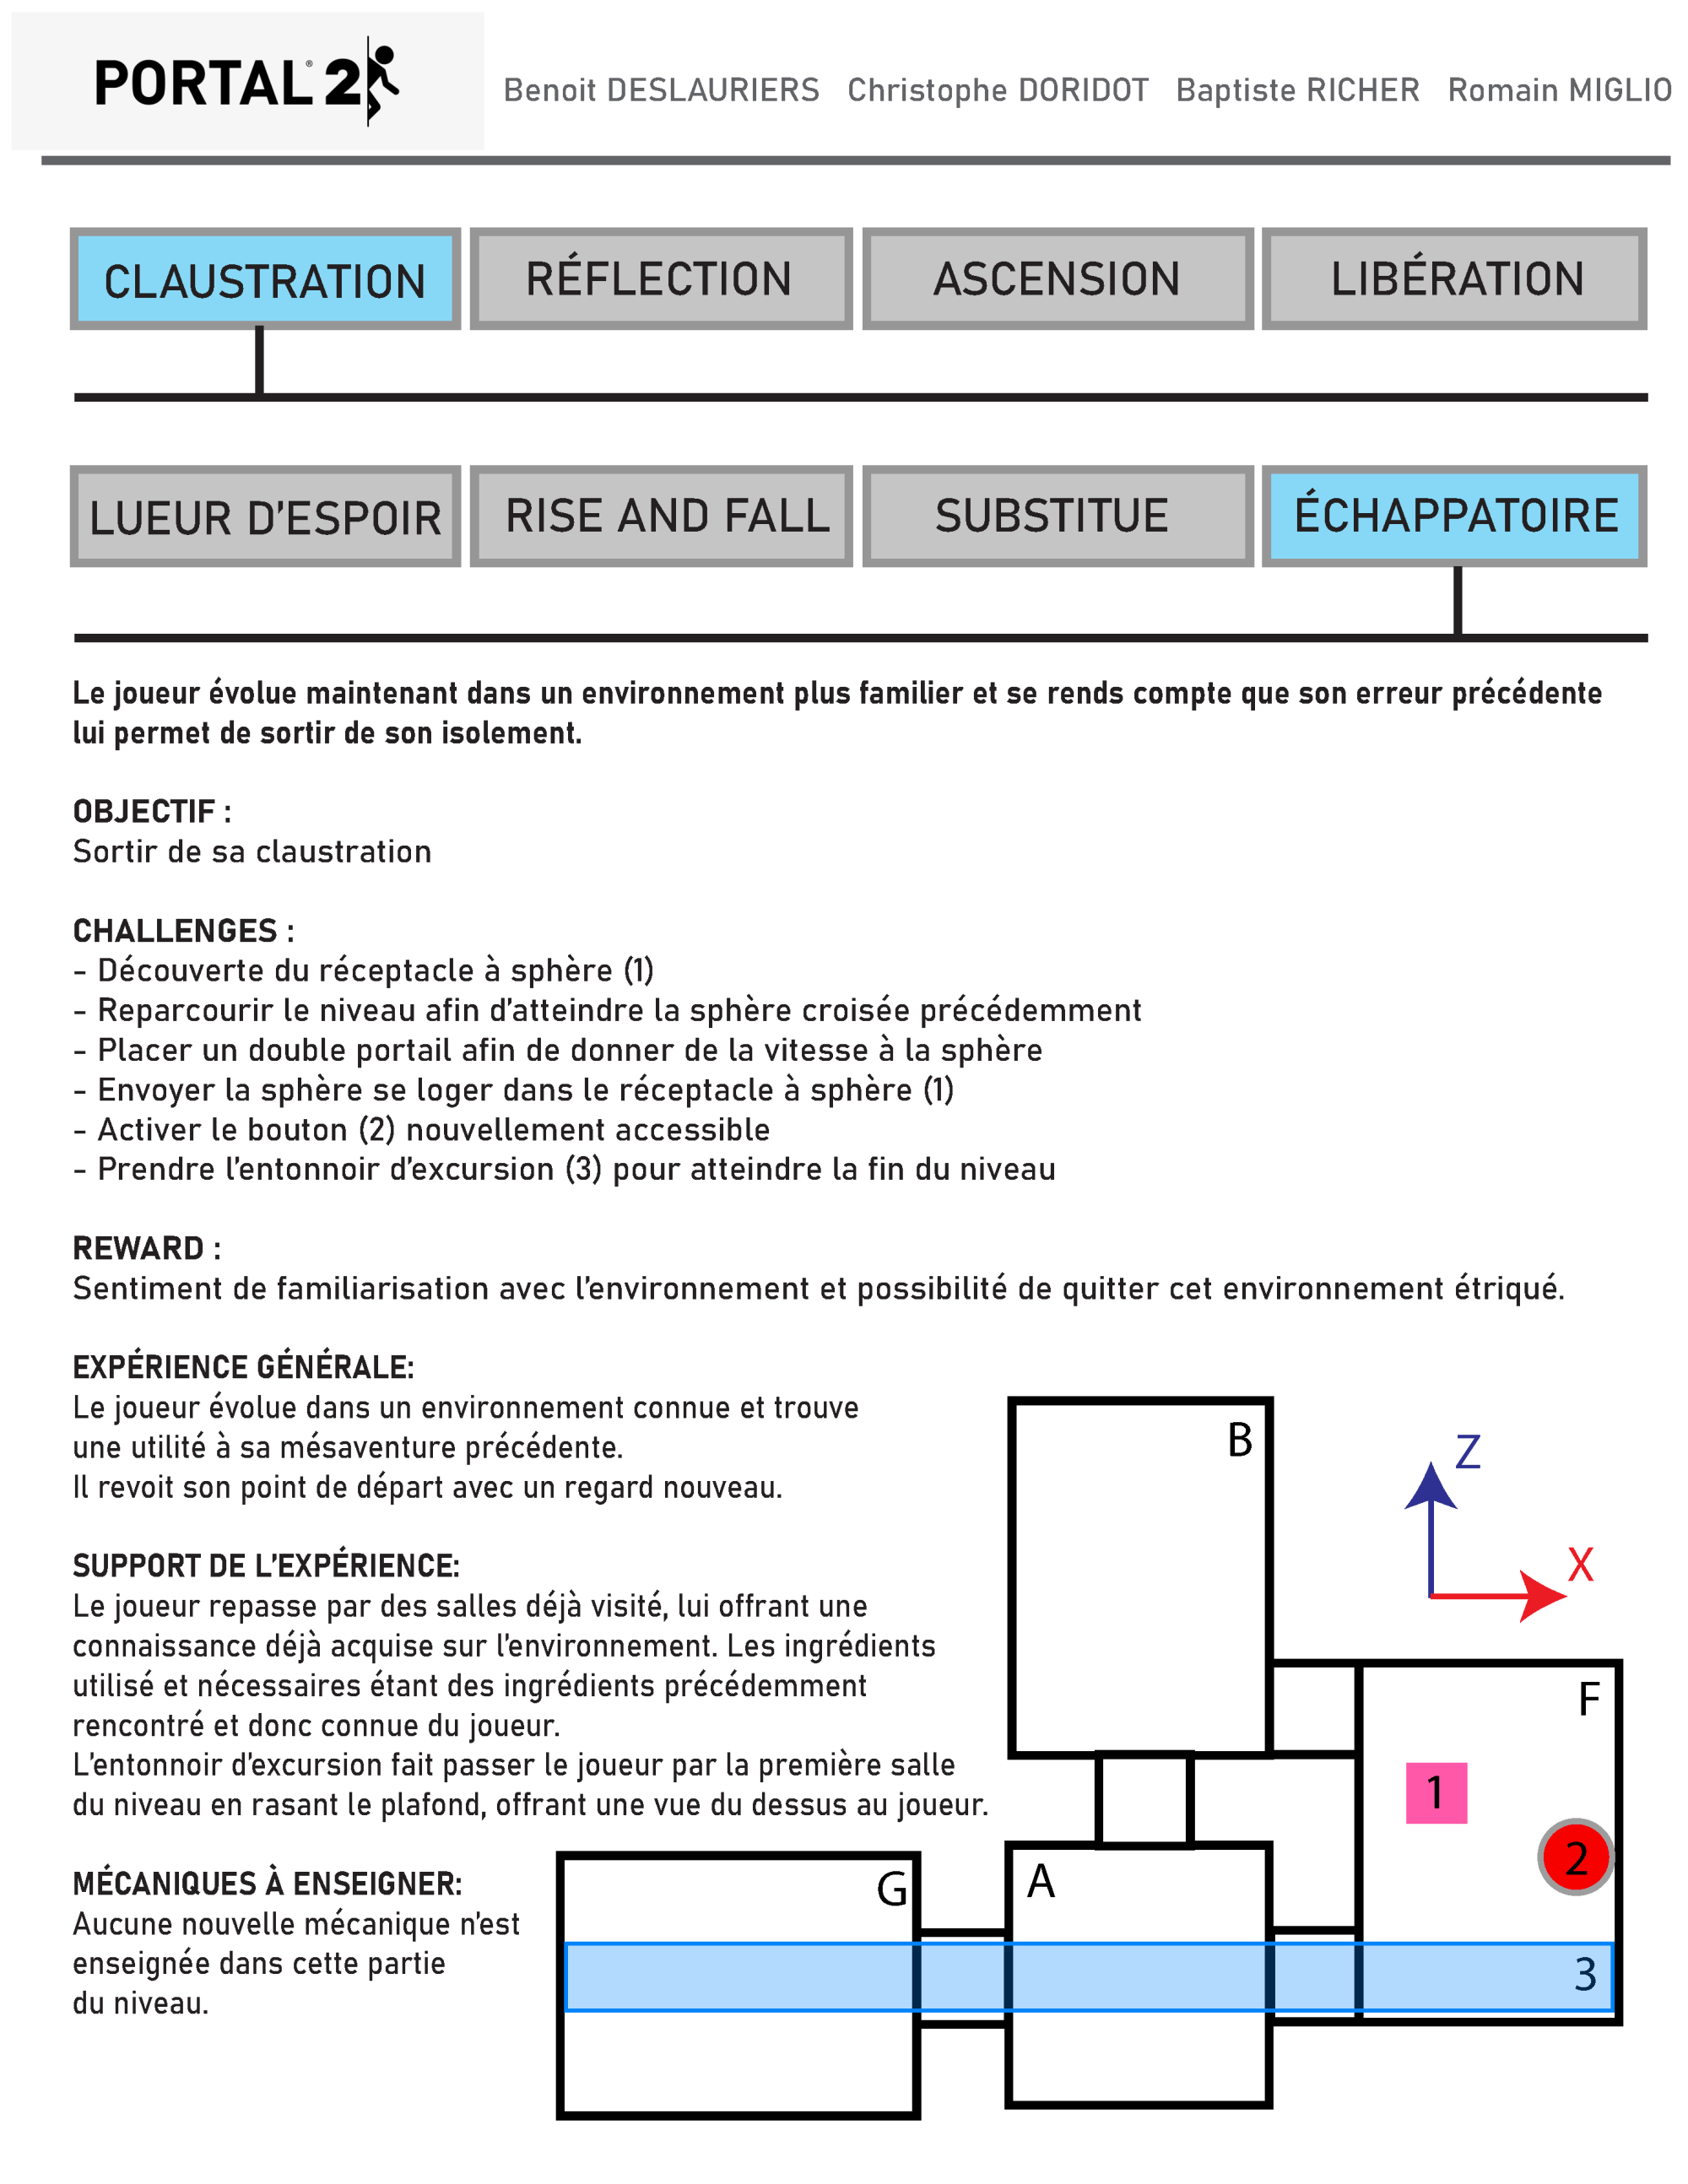 PORTAL® 2
Benoit DESLAURIERS   Christophe DORIDOT   Baptiste RICHER   Romain MIGLIO
CLAUSTRATION   RÉFLECTION   ASCENSION   LIBÉRATION
LUEUR D'ESPOIR   RISE AND FALL   SUBSTITUE   ÉCHAPPATOIRE
Le joueur évolue maintenant dans un environnement plus familier et se rends compte que son erreur précédente
lui permet de sortir de son isolement.
OBJECTIF :
Sortir de sa claustration
CHALLENGES :
- Découverte du réceptacle à sphère (1)
- Reparcourir le niveau afin d'atteindre la sphère croisée précédemment
- Placer un double portail afin de donner de la vitesse à la sphère
- Envoyer la sphère se loger dans le réceptacle à sphère (1)
- Activer le bouton (2) nouvellement accessible
- Prendre l'entonnoir d'excursion (3) pour atteindre la fin du niveau
REWARD :
Sentiment de familiarisation avec l'environnement et possibilité de quitter cet environnement étriqué.
EXPÉRIENCE GÉNÉRALE:
Le joueur évolue dans un environnement connue et trouve
une utilité à sa mésaventure précédente.
Il revoit son point de départ avec un regard nouveau.
SUPPORT DE L'EXPÉRIENCE:
Le joueur repasse par des salles déjà visité, lui offrant une
connaissance déjà acquise sur l'environnement. Les ingrédients
utilisé et nécessaires étant des ingrédients précédemment
rencontré et donc connue du joueur.
L'entonnoir d'excursion fait passer le joueur par la première salle
du niveau en rasant le plafond, offrant une vue du dessus au joueur.
MÉCANIQUES À ENSEIGNER:
Aucune nouvelle mécanique n'est
enseignée dans cette partie
du niveau.
B
Z
X
F
1
2
G
A
3